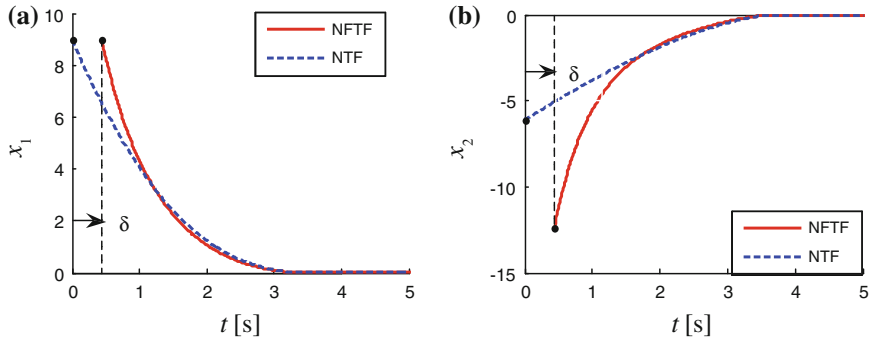 (a)
10
8
6
4
2
0
x₁
NFTF
NTF
δ
0 1 2 3 4 5
t [s]
(b)
0
-5
-10
-15
x₂
δ
NFTF
NTF
0 1 2 3 4 5
t [s]